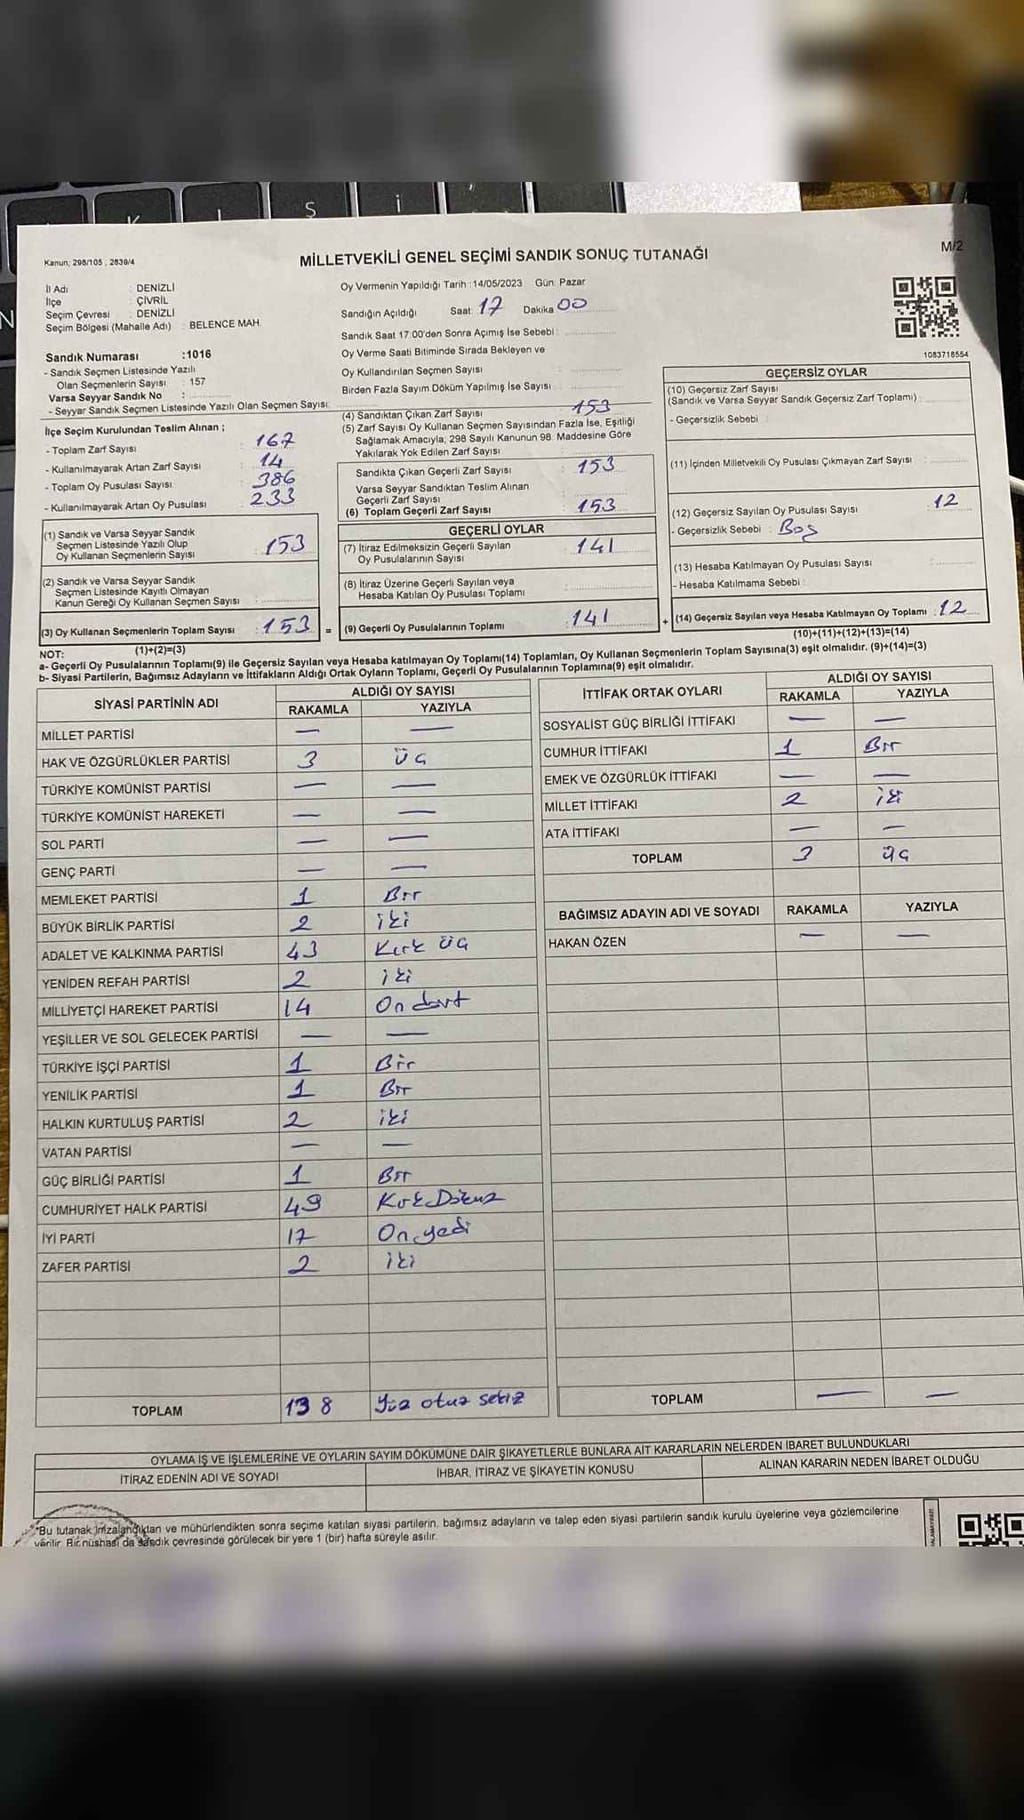 Kanun; 298/105 ; 2839/4
MİLLETVEKİLİ GENEL SEÇİMİ SANDIK SONUÇ TUTANAĞI
M/2
İl Adı : DENİZLİ
İlçe : ÇİVRİL
Seçim Çevresi : DENİZLİ
Seçim Bölgesi (Mahalle Adı) : BELENCE MAH
Sandık Numarası :1016
- Sandık Seçmen Listesinde Yazılı
Olan Seçmenlerin Sayısı : 157
Varsa Seyyar Sandık No :
- Seyyar Sandık Seçmen Listesinde Yazılı Olan Seçmen Sayısı:
Oy Vermenin Yapıldığı Tarih : 14/05/2023 Gün: Pazar
Sandığın Açıldığı Saat: 17 Dakika 00
Sandık Saat 17:00'den Sonra Açımış İse Sebebi :
Oy Verme Saati Bitiminde Sırada Bekleyen ve
Oy Kullandırılan Seçmen Sayısı :
Birden Fazla Sayım Döküm Yapılmış İse Sayısı :
1083718554
İlçe Seçim Kurulundan Teslim Alınan ;
- Toplam Zarf Sayısı : 167
- Kullanılmayarak Artan Zarf Sayısı : 14
- Toplam Oy Pusulası Sayısı : 386
- Kullanılmayarak Artan Oy Pusulası : 233
(4) Sandıktan Çıkan Zarf Sayısı : 153
(5) Zarf Sayısı Oy Kullanan Seçmen Sayısından Fazla İse, Eşitliği
Sağlamak Amacıyla; 298 Sayılı Kanunun 98. Maddesine Göre
Yakılarak Yok Edilen Zarf Sayısı :
Sandıkta Çıkan Geçerli Zarf Sayısı : 153
Varsa Seyyar Sandıktan Teslim Alınan
Geçerli Zarf Sayısı :
(6) Toplam Geçerli Zarf Sayısı : 153
GEÇERSİZ OYLAR
(10) Geçersiz Zarf Sayısı
(Sandık ve Varsa Seyyar Sandık Geçersiz Zarf Toplamı) :
- Geçersizlik Sebebi :
(11) İçinden Milletvekili Oy Pusulası Çıkmayan Zarf Sayısı :
(12) Geçersiz Sayılan Oy Pusulası Sayısı : 12
- Geçersizlik Sebebi : Boş
(13) Hesaba Katılmayan Oy Pusulası Sayısı :
- Hesaba Katılmama Sebebi :
(14) Geçersiz Sayılan veya Hesaba Katılmayan Oy Toplamı : 12
(10)+(11)+(12)+(13)=(14)
(1) Sandık ve Varsa Seyyar Sandık
Seçmen Listesinde Yazılı Olup
Oy Kullanan Seçmenlerin Sayısı : 153
(2) Sandık ve Varsa Seyyar Sandık
Seçmen Listesinde Kayıtlı Olmayan
Kanun Gereği Oy Kullanan Seçmen Sayısı :
(3) Oy Kullanan Seçmenlerin Toplam Sayısı : 153 =
(1)+(2)=(3)
GEÇERLİ OYLAR
(7) İtiraz Edilmeksizin Geçerli Sayılan
Oy Pusulalarının Sayısı : 141
(8) İtiraz Üzerine Geçerli Sayılan veya
Hesaba Katılan Oy Pusulası Toplamı :
(9) Geçerli Oy Pusulalarının Toplamı : 141 +
NOT:
a- Geçerli Oy Pusulalarının Toplamı(9) ile Geçersiz Sayılan veya Hesaba katılmayan Oy Toplamı(14) Toplamları, Oy Kullanan Seçmenlerin Toplam Sayısına(3) eşit olmalıdır. (9)+(14)=(3)
b- Siyasi Partilerin, Bağımsız Adayların ve İttifakların Aldığı Ortak Oyların Toplamı, Geçerli Oy Pusulalarının Toplamına(9) eşit olmalıdır.
SİYASİ PARTİNİN ADI ALDIĞI OY SAYISI
RAKAMLA YAZIYLA
MİLLET PARTİSİ — —
HAK VE ÖZGÜRLÜKLER PARTİSİ 3 üç
TÜRKİYE KOMÜNİST PARTİSİ — —
TÜRKİYE KOMÜNİST HAREKETİ — —
SOL PARTİ — —
GENÇ PARTİ — —
MEMLEKET PARTİSİ 1 Bir
BÜYÜK BİRLİK PARTİSİ 2 iki
ADALET VE KALKINMA PARTİSİ 43 Kırk üç
YENİDEN REFAH PARTİSİ 2 iki
MİLLİYETÇİ HAREKET PARTİSİ 14 On dört
YEŞİLLER VE SOL GELECEK PARTİSİ — —
TÜRKİYE İŞÇİ PARTİSİ 1 Bir
YENİLİK PARTİSİ 1 Bir
HALKIN KURTULUŞ PARTİSİ 2 iki
VATAN PARTİSİ — —
GÜÇ BİRLİĞİ PARTİSİ 1 Bir
CUMHURİYET HALK PARTİSİ 49 Kırk Dokuz
İYİ PARTİ 17 On yedi
ZAFER PARTİSİ 2 iki
TOPLAM 138 Yüz otuz sekiz
İTTİFAK ORTAK OYLARI ALDIĞI OY SAYISI
RAKAMLA YAZIYLA
SOSYALİST GÜÇ BİRLİĞİ İTTİFAKI — —
CUMHUR İTTİFAKI 1 Bir
EMEK VE ÖZGÜRLÜK İTTİFAKI — —
MİLLET İTTİFAKI 2 iki
ATA İTTİFAKI — —
TOPLAM 3 üç
BAĞIMSIZ ADAYIN ADI VE SOYADI RAKAMLA YAZIYLA
HAKAN ÖZEN — —
TOPLAM — —
OYLAMA İŞ VE İŞLEMLERİNE VE OYLARIN SAYIM DÖKÜMÜNE DAİR ŞİKAYETLERLE BUNLARA AİT KARARLARIN NELERDEN İBARET BULUNDUKLARI
İTİRAZ EDENİN ADI VE SOYADI İHBAR, İTİRAZ VE ŞİKAYETİN KONUSU ALINAN KARARIN NEDEN İBARET OLDUĞU
*Bu tutanak imzalandıktan ve mühürlendikten sonra seçime katılan siyasi partilerin, bağımsız adayların ve talep eden siyasi partilerin sandık kurulu üyelerine veya gözlemcilerine
verilir. Bir nüshası da sandık çevresinde görülecek bir yere 1 (bir) hafta süreyle asılır.